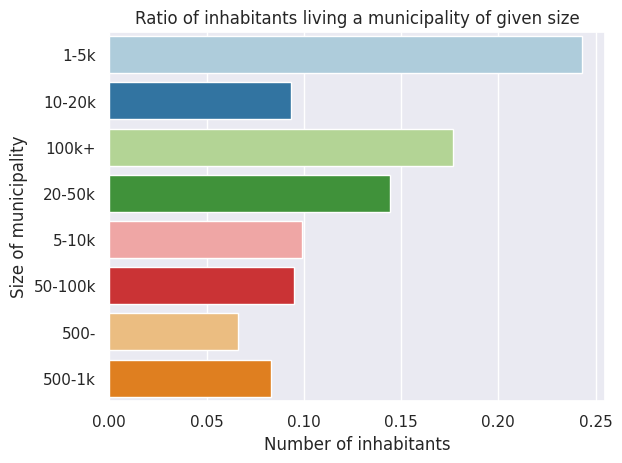 Ratio of inhabitants living a municipality of given size
Size of municipality
1-5k
10-20k
100k+
20-50k
5-10k
50-100k
500-
500-1k
0.00 0.05 0.10 0.15 0.20 0.25
Number of inhabitants